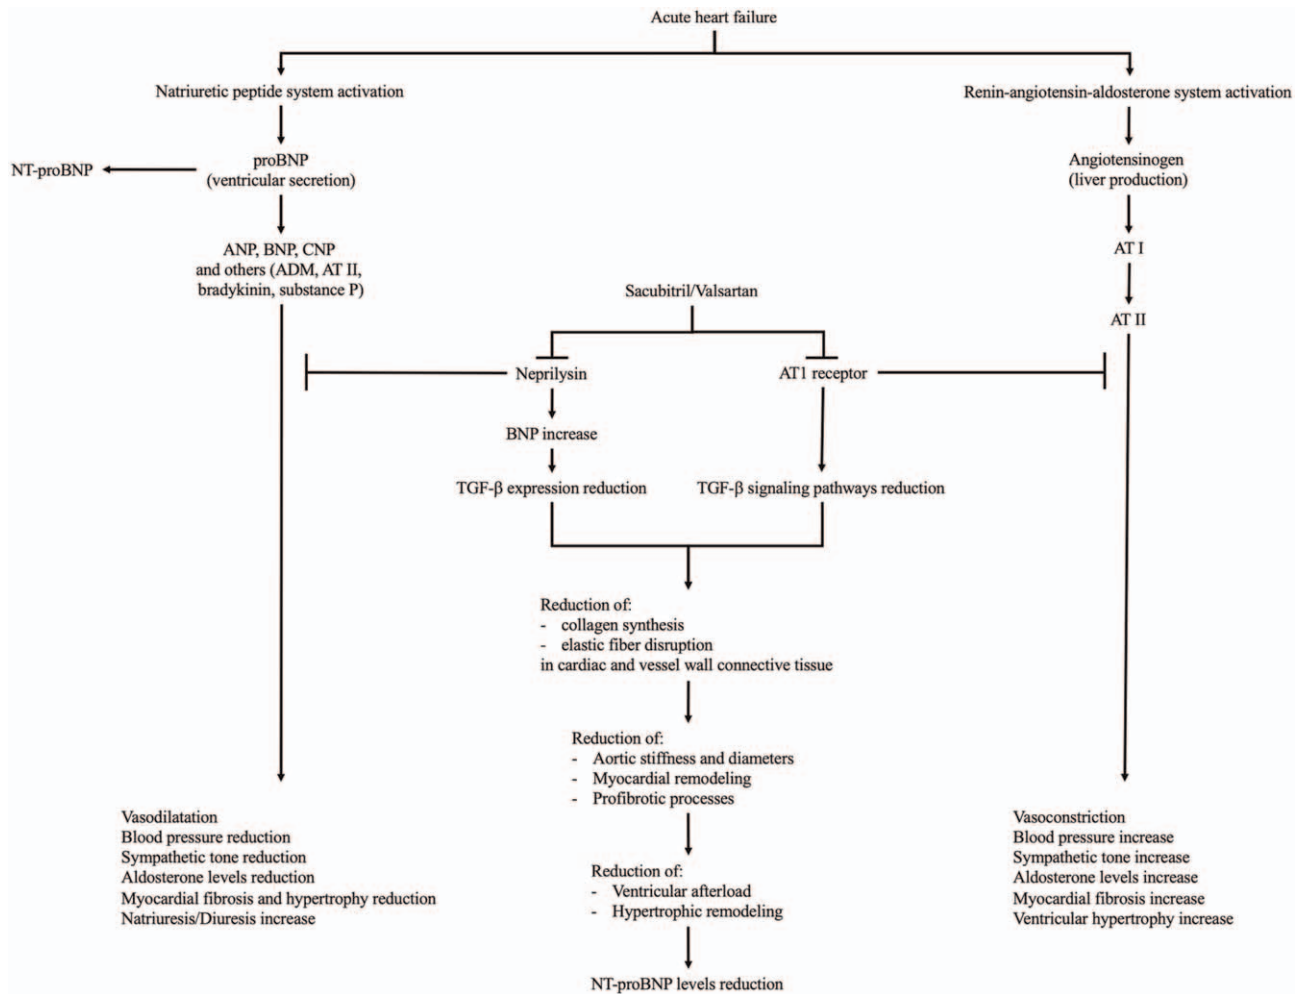 Acute heart failure
Natriuretic peptide system activation
Renin-angiotensin-aldosterone system activation
NT-proBNP
proBNP
(ventricular secretion)
Angiotensinogen
(liver production)
ANP, BNP, CNP
and others (ADM, AT II,
bradykinin, substance P)
AT I
Sacubitril/Valsartan
AT II
Neprilysin
AT1 receptor
BNP increase
TGF-β expression reduction
TGF-β signaling pathways reduction
Reduction of:
- collagen synthesis
- elastic fiber disruption
in cardiac and vessel wall connective tissue
Reduction of:
- Aortic stiffness and diameters
- Myocardial remodeling
- Profibrotic processes
Vasodilatation
Blood pressure reduction
Sympathetic tone reduction
Aldosterone levels reduction
Myocardial fibrosis and hypertrophy reduction
Natriuresis/Diuresis increase
Reduction of:
- Ventricular afterload
- Hypertrophic remodeling
NT-proBNP levels reduction
Vasoconstriction
Blood pressure increase
Sympathetic tone increase
Aldosterone levels increase
Myocardial fibrosis increase
Ventricular hypertrophy increase